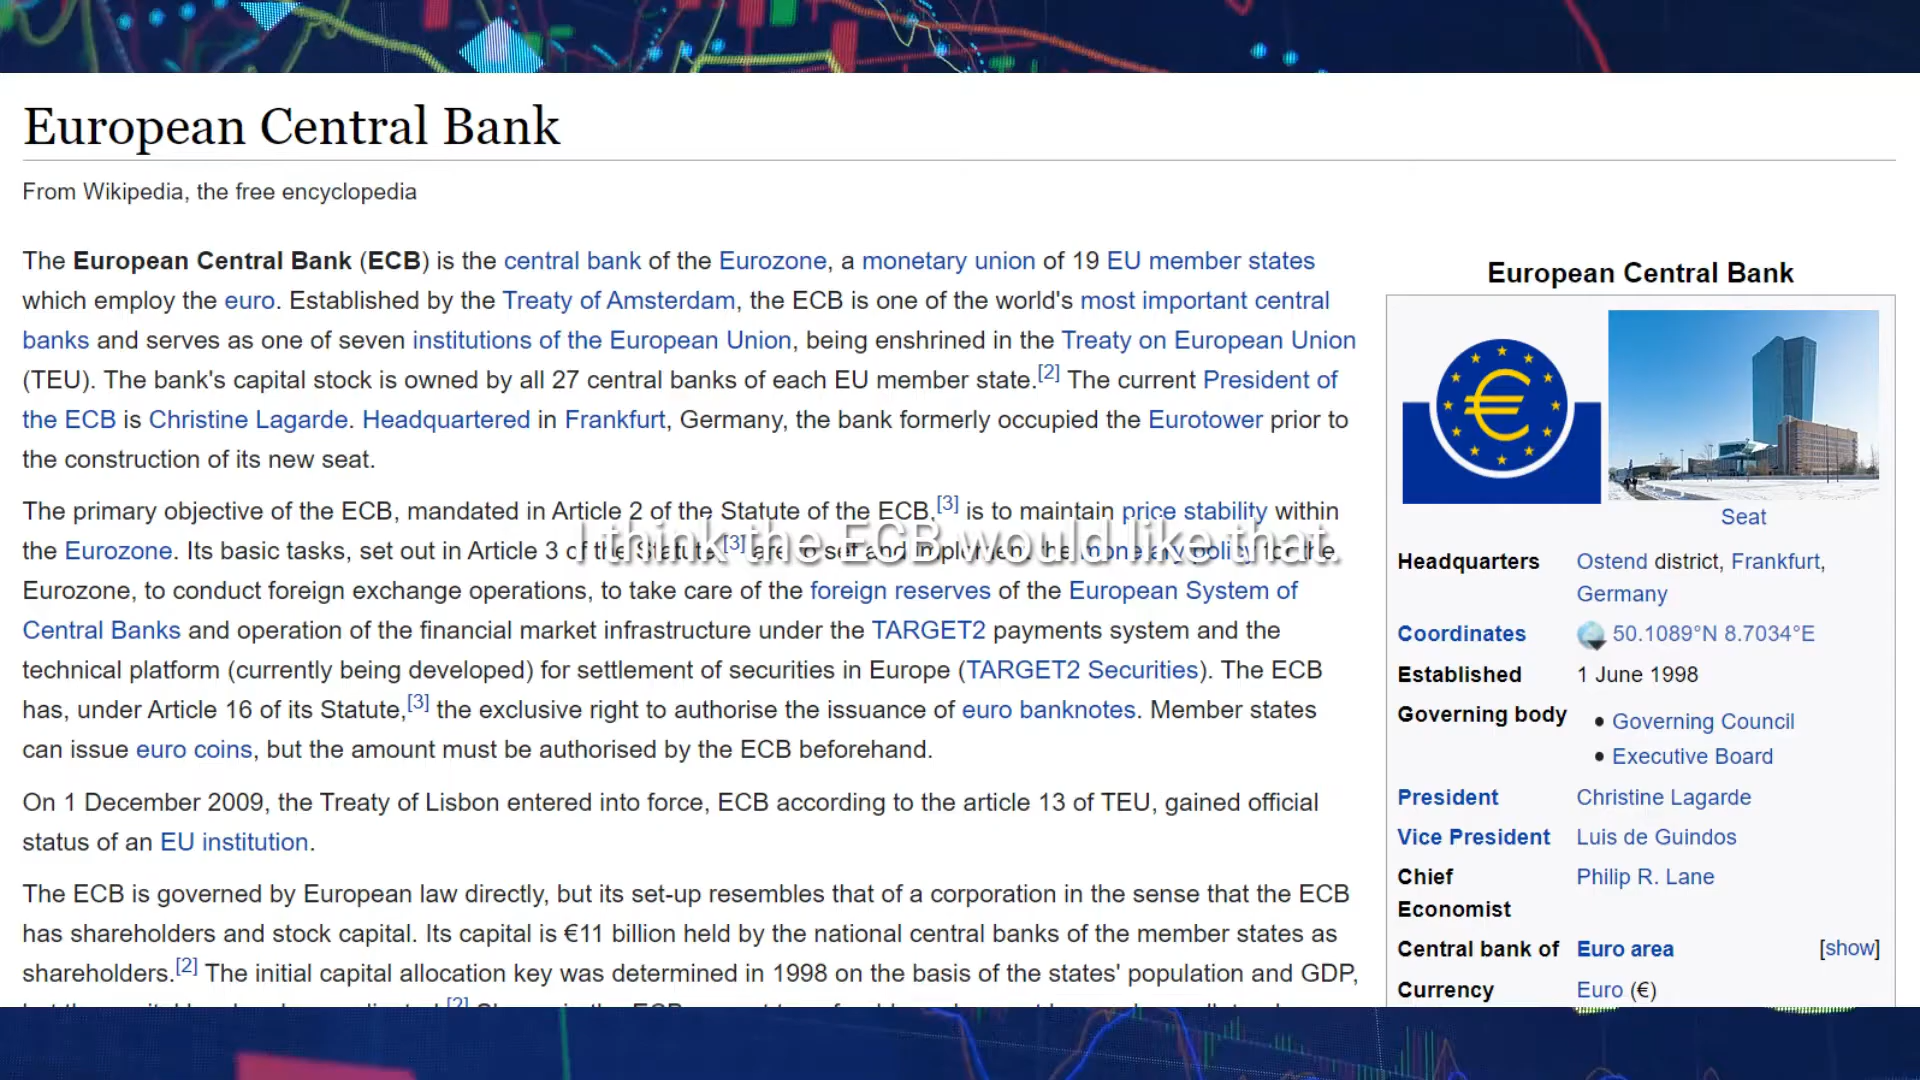 European Central Bank
From Wikipedia, the free encyclopedia
The European Central Bank (ECB) is the central bank of the Eurozone, a monetary union of 19 EU member states
which employ the euro. Established by the Treaty of Amsterdam, the ECB is one of the world's most important central
banks and serves as one of seven institutions of the European Union, being enshrined in the Treaty on European Union
(TEU). The bank's capital stock is owned by all 27 central banks of each EU member state.[2] The current President of
the ECB is Christine Lagarde. Headquartered in Frankfurt, Germany, the bank formerly occupied the Eurotower prior to
the construction of its new seat.
The primary objective of the ECB, mandated in Article 2 of the Statute of the ECB,[3] is to maintain price stability within
the Eurozone. Its basic tasks, set out in Article 3 of the Statute,[3] are to set and implement the monetary policy for the
I think the ECB would like that.
Eurozone, to conduct foreign exchange operations, to take care of the foreign reserves of the European System of
Central Banks and operation of the financial market infrastructure under the TARGET2 payments system and the
technical platform (currently being developed) for settlement of securities in Europe (TARGET2 Securities). The ECB
has, under Article 16 of its Statute,[3] the exclusive right to authorise the issuance of euro banknotes. Member states
can issue euro coins, but the amount must be authorised by the ECB beforehand.
On 1 December 2009, the Treaty of Lisbon entered into force, ECB according to the article 13 of TEU, gained official
status of an EU institution.
The ECB is governed by European law directly, but its set-up resembles that of a corporation in the sense that the ECB
has shareholders and stock capital. Its capital is €11 billion held by the national central banks of the member states as
shareholders.[2] The initial capital allocation key was determined in 1998 on the basis of the states' population and GDP,
European Central Bank
€
Seat
Headquarters Ostend district, Frankfurt,
Germany
Coordinates 50.1089°N 8.7034°E
Established 1 June 1998
Governing body • Governing Council
• Executive Board
President Christine Lagarde
Vice President Luis de Guindos
Chief Philip R. Lane
Economist
Central bank of Euro area [show]
Currency Euro (€)